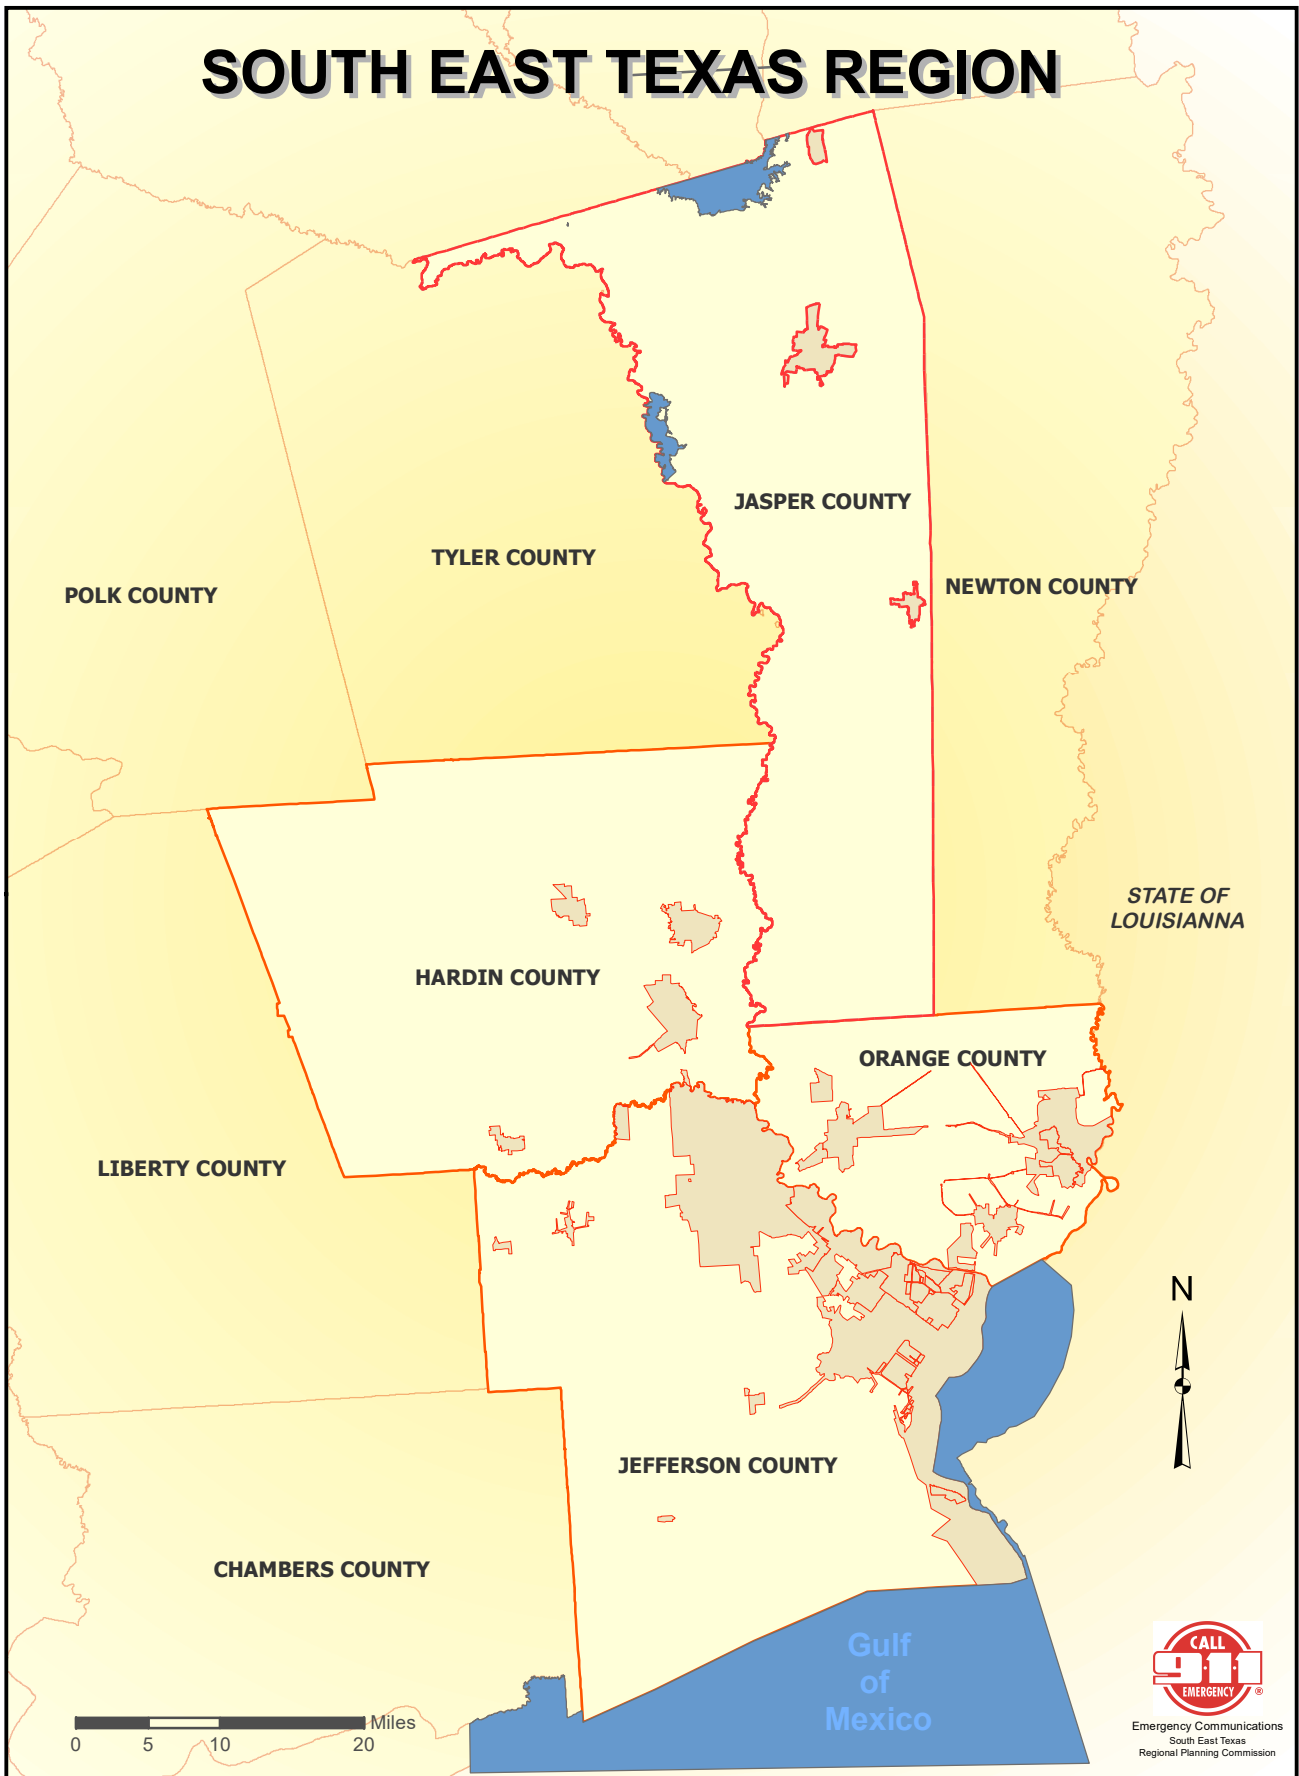 SOUTH EAST TEXAS REGION
JASPER COUNTY
TYLER COUNTY
POLK COUNTY
NEWTON COUNTY
STATE OF
LOUISIANNA
HARDIN COUNTY
ORANGE COUNTY
LIBERTY COUNTY
N
JEFFERSON COUNTY
CHAMBERS COUNTY
Gulf
of
Mexico
CALL
911
EMERGENCY
®
Miles
0 5 10 20
Emergency Communications
South East Texas
Regional Planning Commission